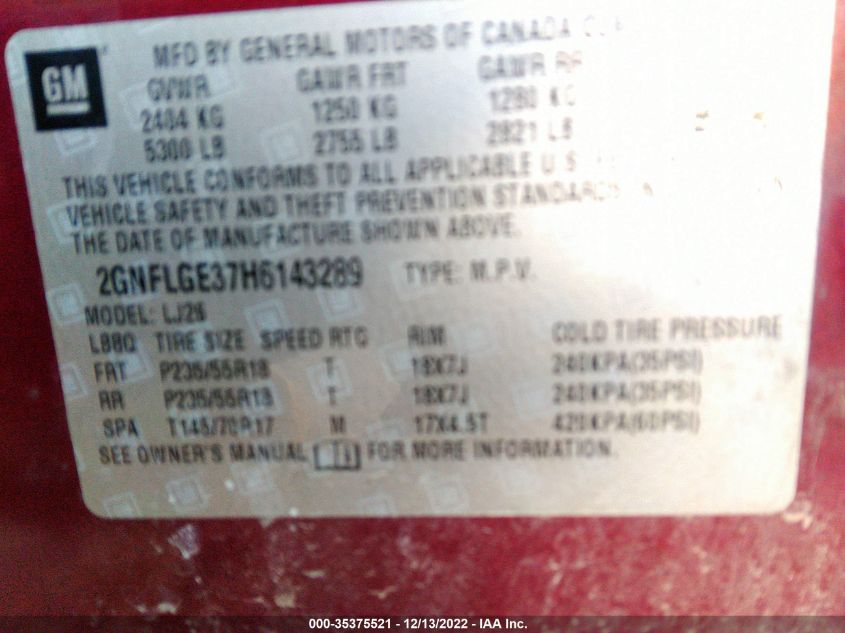 GM
MFD BY GENERAL MOTORS OF CANADA
GVWR GAWR FRT GAWR RR
2404 KG 1250 KG 1280 KG
5300 LB 2755 LB 2821 LB
THIS VEHICLE CONFORMS TO ALL APPLICABLE U.S.
VEHICLE SAFETY AND THEFT PREVENTION STANDARDS
THE DATE OF MANUFACTURE SHOWN ABOVE.
2GNFLGE37H6143289 TYPE: M.P.V.
MODEL: LJ26
TIRE SIZE SPEED RTG RIM COLD TIRE PRESSURE
FRT P235/55R18 T 18X7J 240KPA(35PSI)
RR P235/55R18 T 18X7J 240KPA(35PSI)
SPA T145/70R17 M 17X4.5T 420KPA(60PSI)
SEE OWNER'S MANUAL FOR MORE INFORMATION.
000-35375521 - 12/13/2022 - IAA Inc.